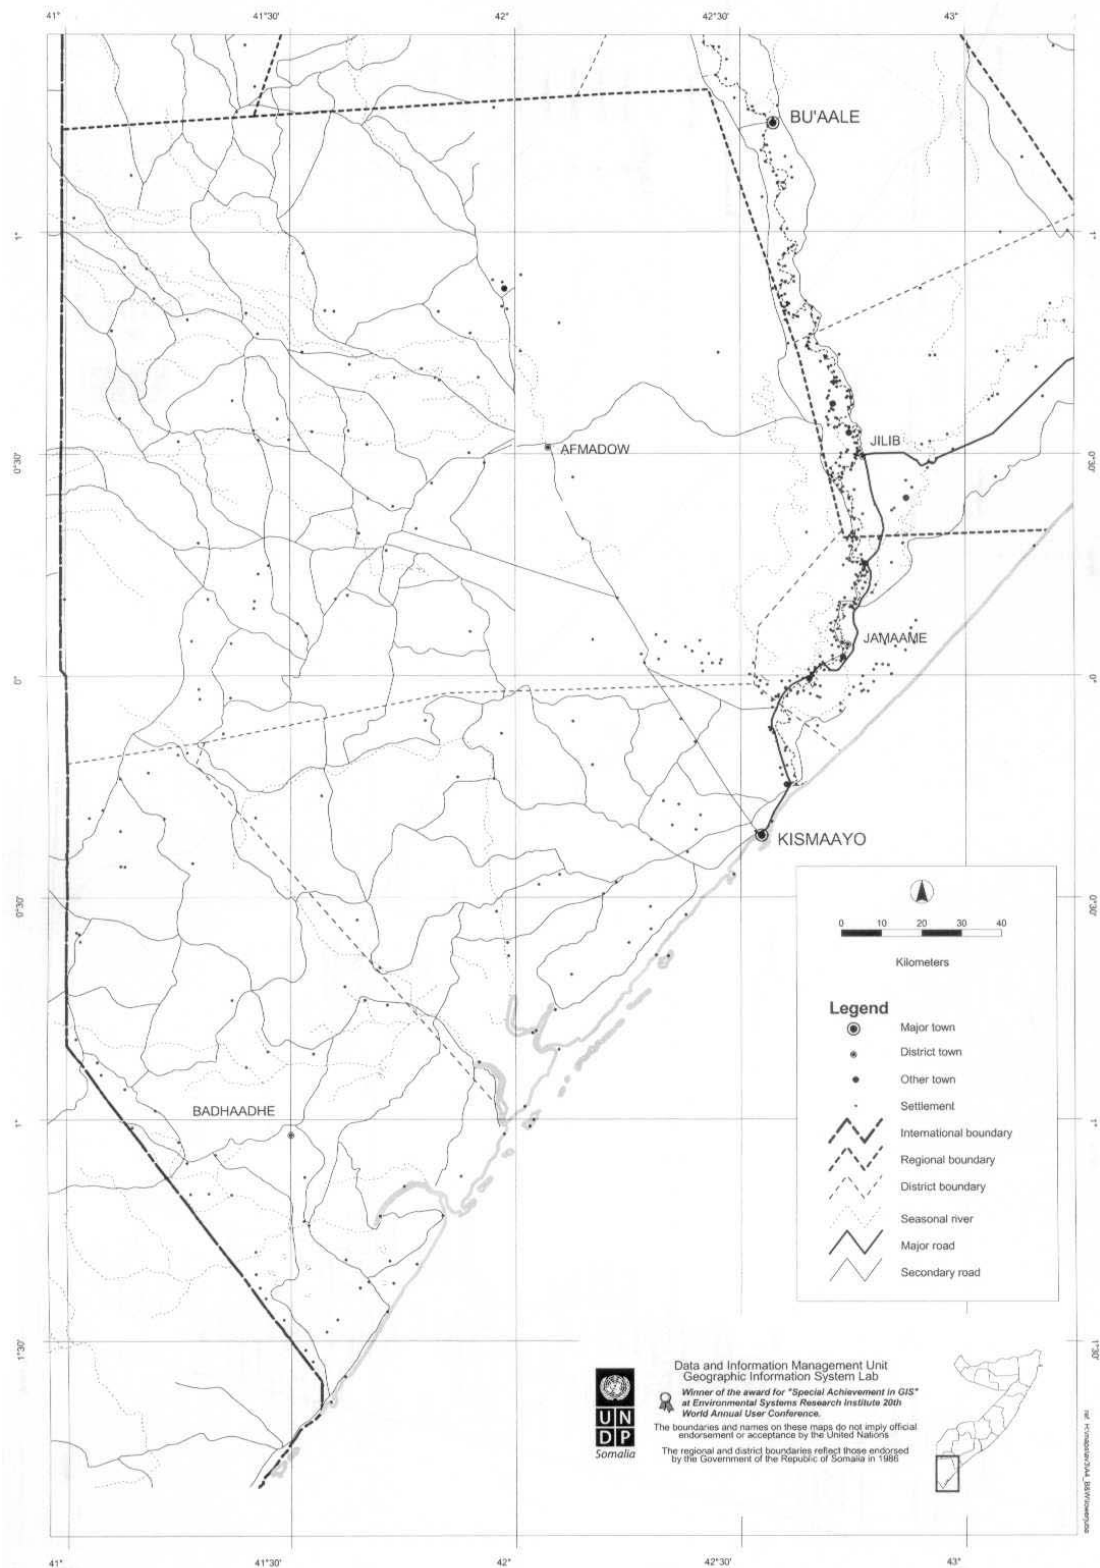 41°
41°30'
42°
42°30'
43°
BU'AALE
1°
1°
AFMADOW
JILIB
0°30'
0°30'
JAMAAME
0°
0°
KISMAAYO
0°30'
0°30'
0 10 20 30 40
Kilometers
Legend
Major town
District town
Other town
Settlement
International boundary
Regional boundary
District boundary
Seasonal river
Major road
Secondary road
BADHAADHE
1°
1°
1°30'
1°30'
UN
DP
Somalia
Data and Information Management Unit
Geographic Information System Lab
Winner of the award for "Special Achievement in GIS"
at Environmental Systems Research Institute 20th
World Annual User Conference.
The boundaries and names on these maps do not imply official
endorsement or acceptance by the United Nations
The regional and district boundaries reflect those endorsed
by the Government of the Republic of Somalia in 1986
41°
41°30'
42°
42°30'
43°